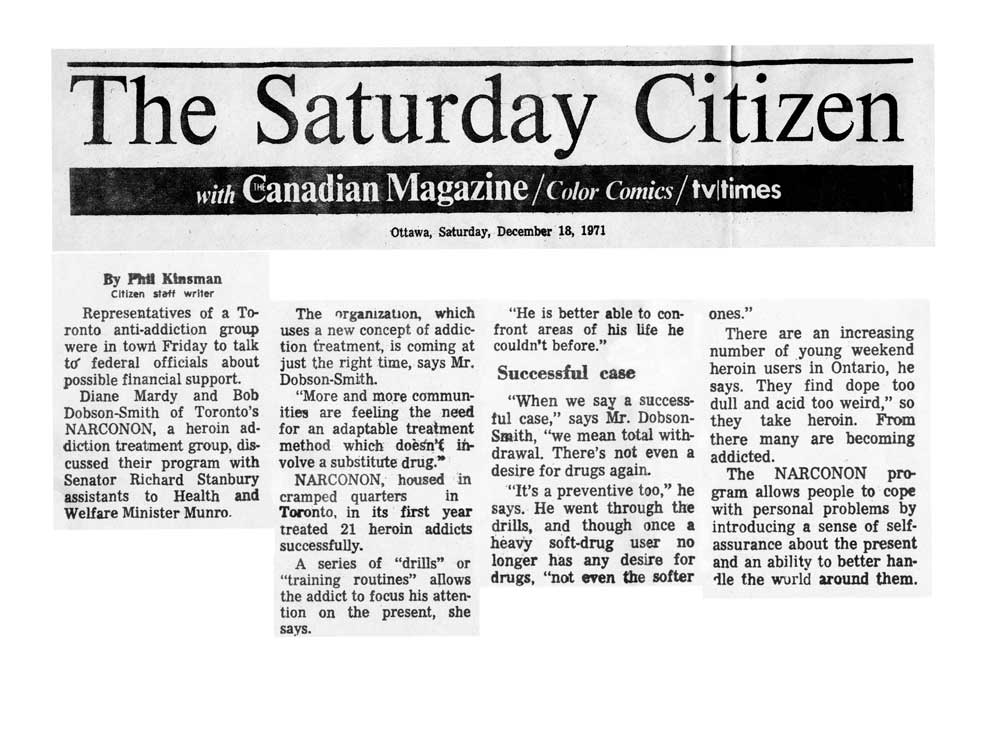 The Saturday Citizen
with THE Canadian Magazine / Color Comics / tv|times
Ottawa, Saturday, December 18, 1971
By Phil Kinsman
Citizen staff writer
Representatives of a To-
ronto anti-addiction group
were in town Friday to talk
to federal officials about
possible financial support.
Diane Mardy and Bob
Dobson-Smith of Toronto's
NARCONON, a heroin ad-
diction treatment group, dis-
cussed their program with
Senator Richard Stanbury
assistants to Health and
Welfare Minister Munro.
The organization, which
uses a new concept of addic-
tion treatment, is coming at
just the right time, says Mr.
Dobson-Smith.
"More and more commun-
ities are feeling the need
for an adaptable treatment
method which doesn't in-
volve a substitute drug."
NARCONON, housed in
cramped quarters in
Toronto, in its first year
treated 21 heroin addicts
successfully.
A series of "drills" or
"training routines" allows
the addict to focus his atten-
tion on the present, she
says.
"He is better able to con-
front areas of his life he
couldn't before."
Successful case
"When we say a success-
ful case," says Mr. Dobson-
Smith, "we mean total with-
drawal. There's not even a
desire for drugs again.
"It's a preventive too," he
says. He went through the
drills, and though once a
heavy soft-drug user no
longer has any desire for
drugs, "not even the softer
ones."
There are an increasing
number of young weekend
heroin users in Ontario, he
says. They find dope too
dull and acid too weird," so
they take heroin. From
there many are becoming
addicted.
The NARCONON pro-
gram allows people to cope
with personal problems by
introducing a sense of self-
assurance about the present
and an ability to better han-
dle the world around them.